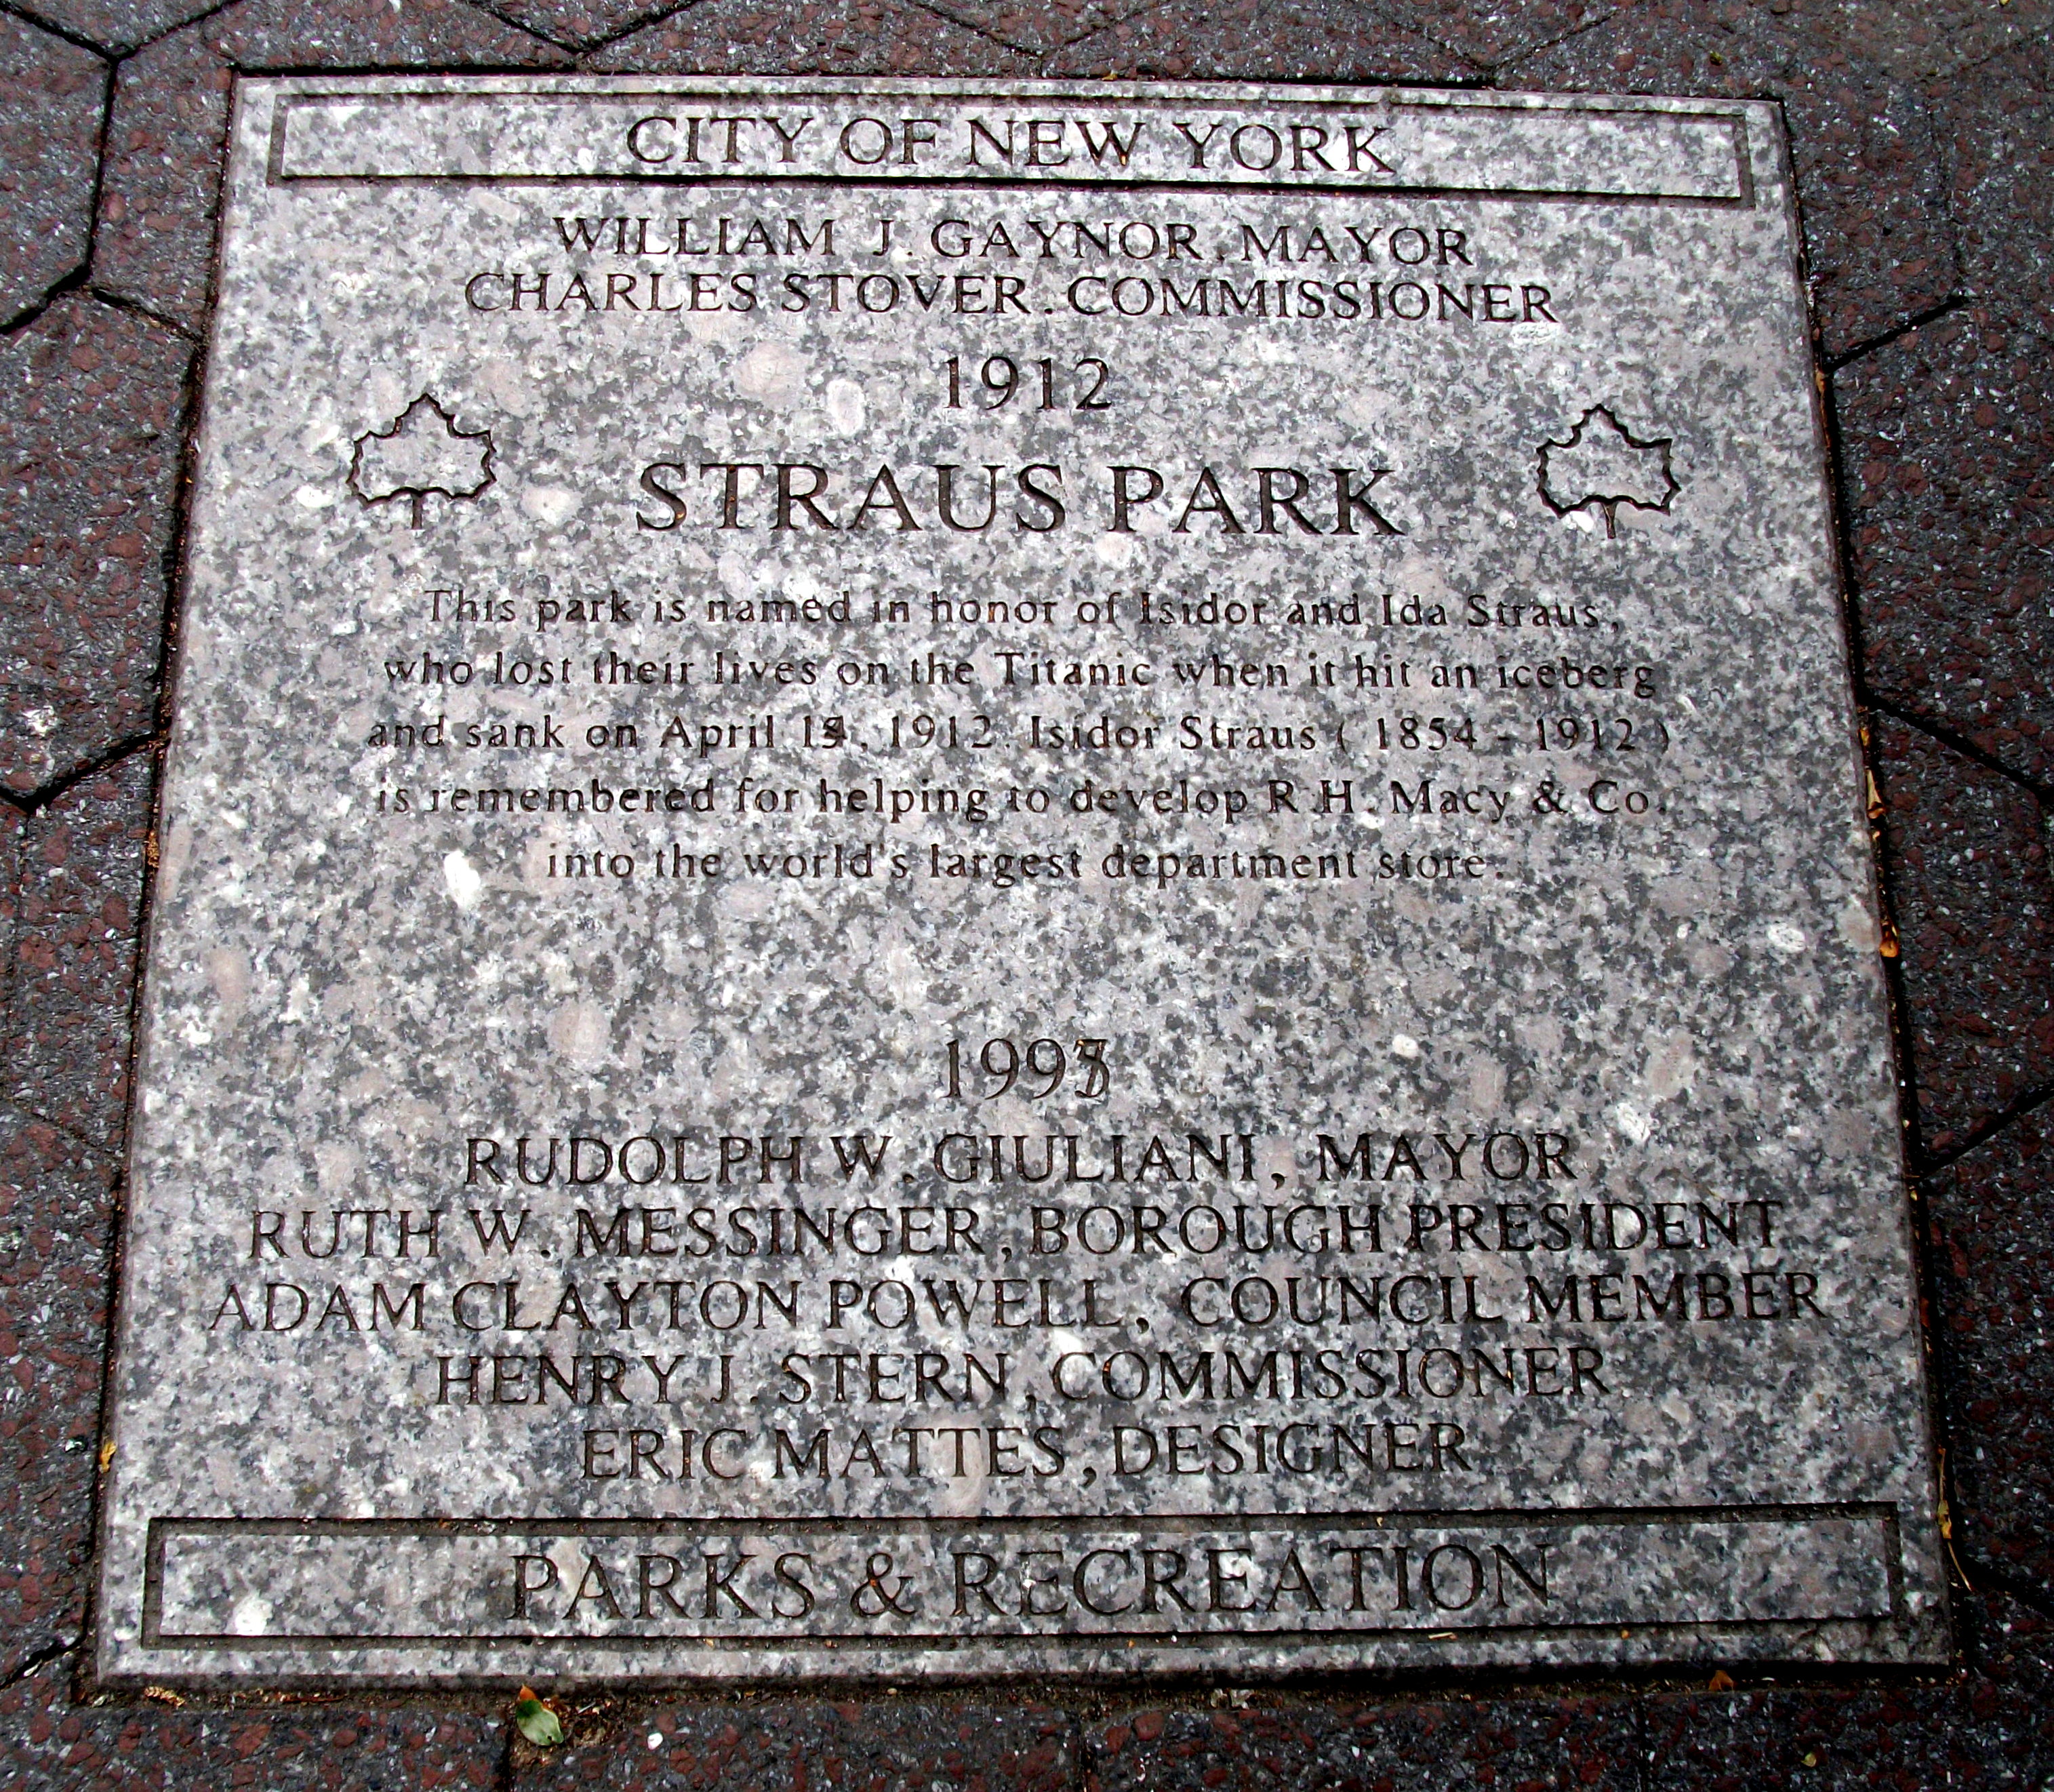 CITY OF NEW YORK
WILLIAM J. GAYNOR, MAYOR
CHARLES STOVER, COMMISSIONER
1912
STRAUS PARK
This park is named in honor of Isidor and Ida Straus,
who lost their lives on the Titanic when it hit an iceberg
and sank on April 15, 1912. Isidor Straus ( 1854 - 1912 )
is remembered for helping to develop R.H. Macy & Co.
into the world's largest department store.
1997
RUDOLPH W. GIULIANI, MAYOR
RUTH W. MESSINGER, BOROUGH PRESIDENT
ADAM CLAYTON POWELL, COUNCIL MEMBER
HENRY J. STERN, COMMISSIONER
ERIC MATTES, DESIGNER
PARKS & RECREATION